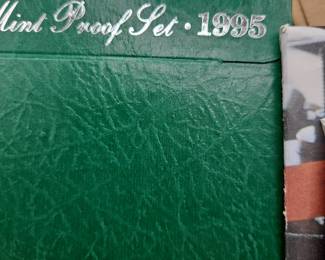 Mint Proof Set · 1995